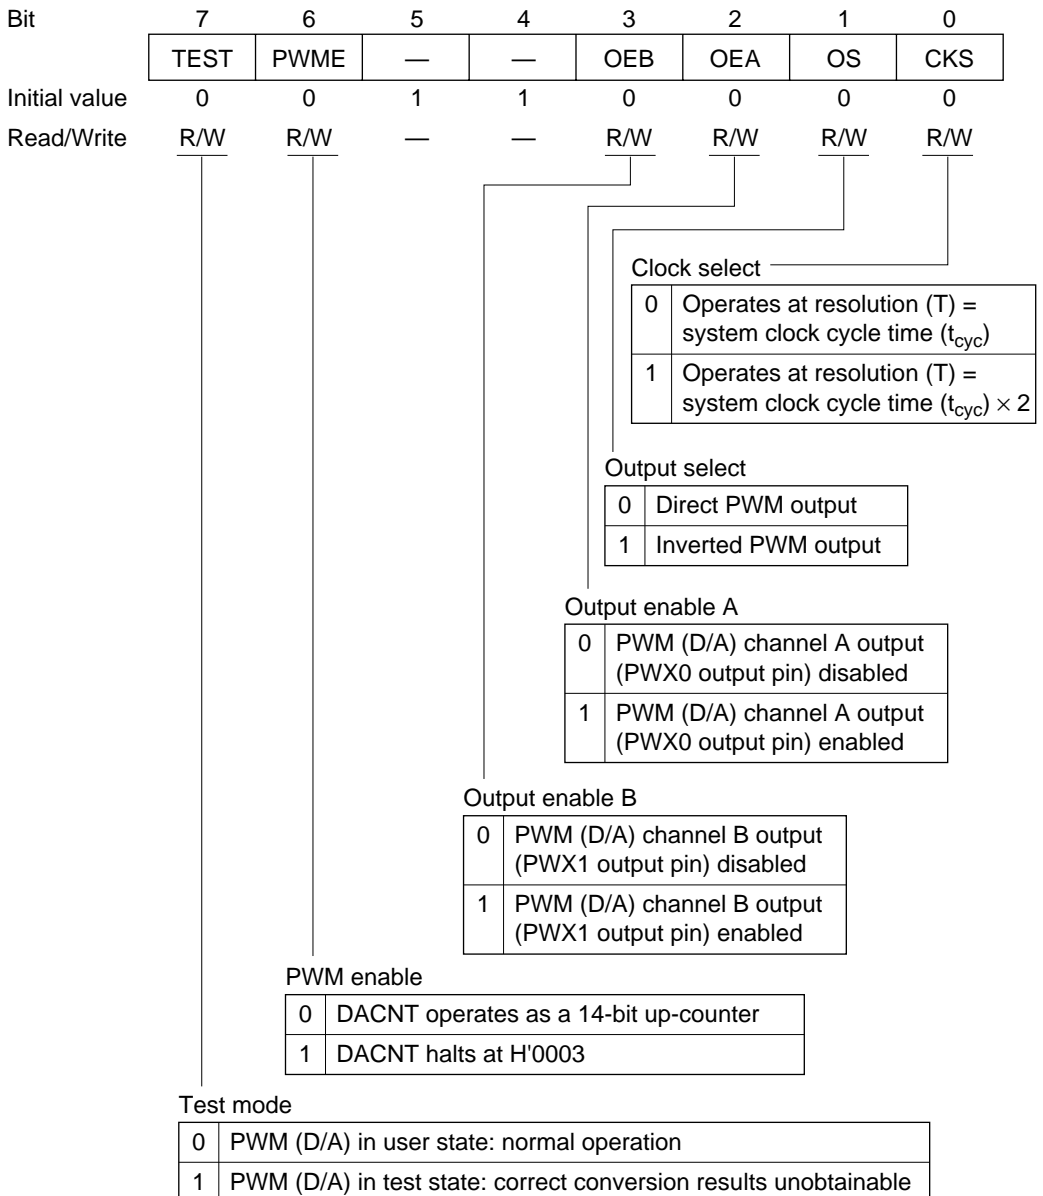 Bit 7 6 5 4 3 2 1 0
TEST PWME — — OEB OEA OS CKS
Initial value 0 0 1 1 0 0 0 0
Read/Write R/W R/W — — R/W R/W R/W R/W
Clock select
0 Operates at resolution (T) =
system clock cycle time (tcyc)
1 Operates at resolution (T) =
system clock cycle time (tcyc) × 2
Output select
0 Direct PWM output
1 Inverted PWM output
Output enable A
0 PWM (D/A) channel A output
(PWX0 output pin) disabled
1 PWM (D/A) channel A output
(PWX0 output pin) enabled
Output enable B
0 PWM (D/A) channel B output
(PWX1 output pin) disabled
1 PWM (D/A) channel B output
(PWX1 output pin) enabled
PWM enable
0 DACNT operates as a 14-bit up-counter
1 DACNT halts at H'0003
Test mode
0 PWM (D/A) in user state: normal operation
1 PWM (D/A) in test state: correct conversion results unobtainable